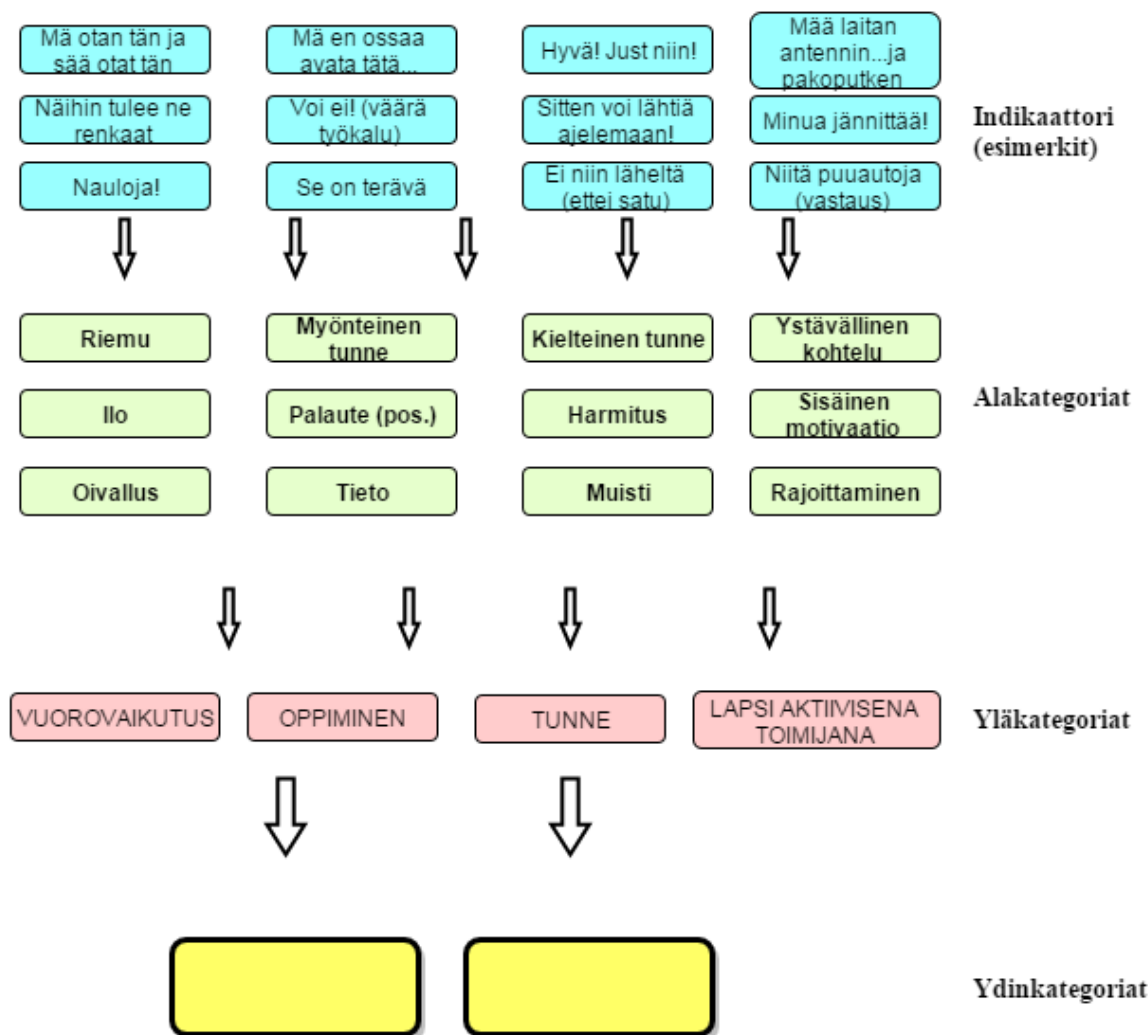 Mä otan tän ja
sää otat tän
Mä en ossaa
avata tätä...
Hyvä! Just niin!
Mää laitan
antennin...ja
pakoputken
Näihin tulee ne
renkaat
Voi ei! (väärä
työkalu)
Sitten voi lähtiä
ajelemaan!
Minua jännittää!
Indikaattori
(esimerkit)
Nauloja!
Se on terävä
Ei niin läheltä
(ettei satu)
Niitä puuautoja
(vastaus)
Riemu
Myönteinen
tunne
Kielteinen tunne
Ystävällinen
kohtelu
Ilo
Palaute (pos.)
Harmitus
Sisäinen
motivaatio
Alakategoriat
Oivallus
Tieto
Muisti
Rajoittaminen
VUOROVAIKUTUS
OPPIMINEN
TUNNE
LAPSI AKTIIVISENA
TOIMIJANA
Yläkategoriat
Ydinkategoriat